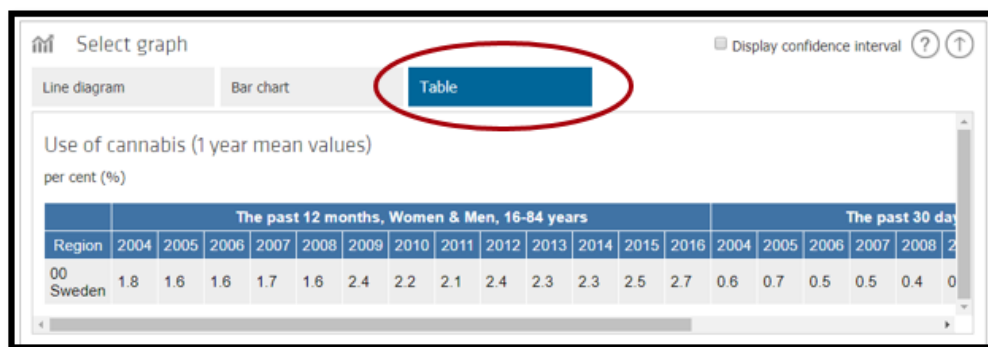 Select graph
Display confidence interval ?
Line diagram Bar chart Table
Use of cannabis (1 year mean values)
per cent (%)
The past 12 months, Women & Men, 16-84 years The past 30 day
Region 2004 2005 2006 2007 2008 2009 2010 2011 2012 2013 2014 2015 2016 2004 2005 2006 2007 2008 2
00
Sweden 1.8 1.6 1.6 1.7 1.6 2.4 2.2 2.1 2.4 2.3 2.3 2.5 2.7 0.6 0.7 0.5 0.5 0.4 0